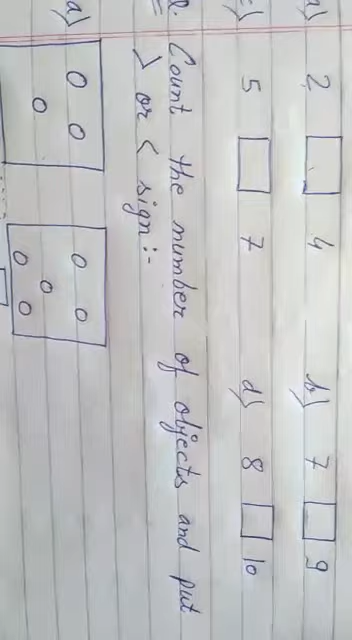 2 □ 4 b) 7 □ 9
5 □ 7 d) 8 □ 10
Count the number of objects and put
> or < sign :-
a)